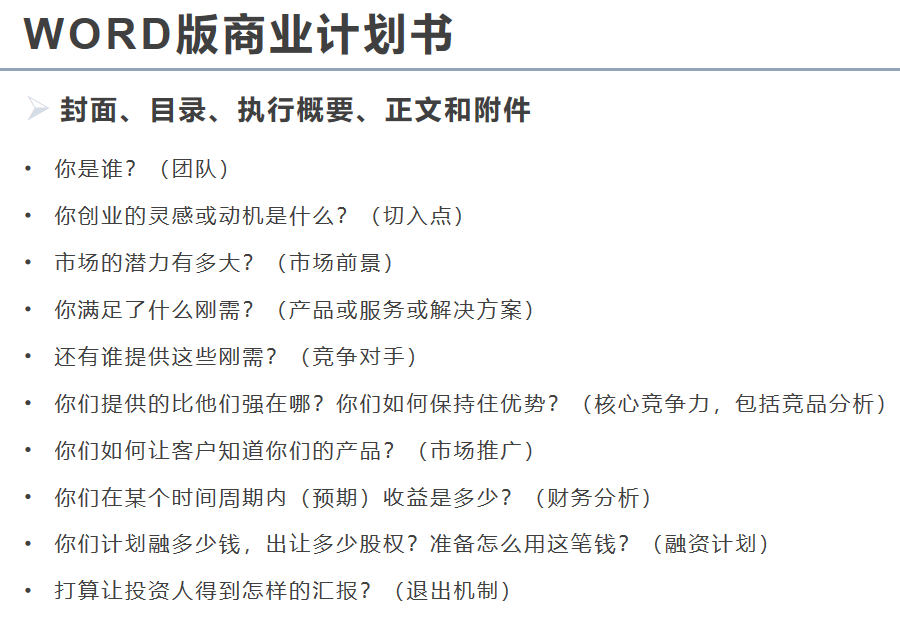 WORD版商业计划书
封面、目录、执行概要、正文和附件
• 你是谁？（团队）
• 你创业的灵感或动机是什么？（切入点）
• 市场的潜力有多大？（市场前景）
• 你满足了什么刚需？（产品或服务或解决方案）
• 还有谁提供这些刚需？（竞争对手）
• 你们提供的比他们强在哪？你们如何保持住优势？（核心竞争力，包括竞品分析）
• 你们如何让客户知道你们的产品？（市场推广）
• 你们在某个时间周期内（预期）收益是多少？（财务分析）
• 你们计划融多少钱，出让多少股权？准备怎么用这笔钱？（融资计划）
• 打算让投资人得到怎样的汇报？（退出机制）